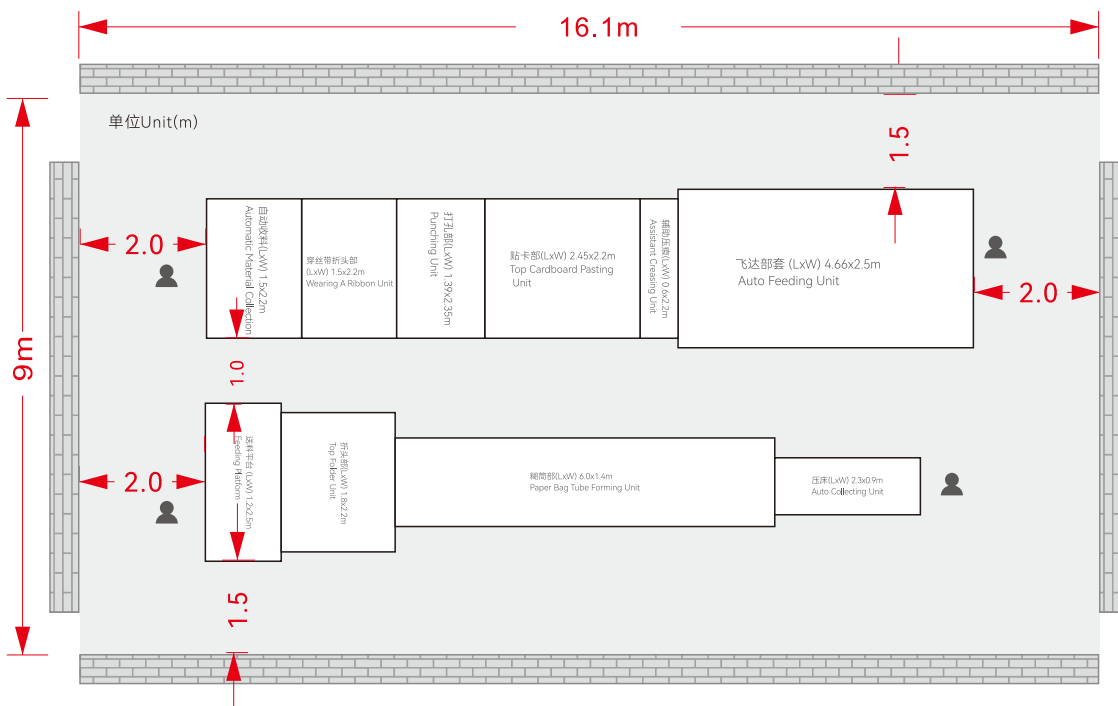 16.1m
单位Unit(m)
1.5
9m
2.0
自动收料(LxW) 1.5x2.2m
Automatic Material Collection
穿丝带折头部
(LxW) 1.5x2.2m
Wearing A Ribbon Unit
打孔部(LxW) 1.39x2.35m
Punching Unit
贴卡部(LxW) 2.45x2.2m
Top Cardboard Pasting
Unit
辅助压痕(LxW) 0.6x2.2m
Assistant Creasing Unit
飞达部套 (LxW) 4.66x2.5m
Auto Feeding Unit
2.0
1.0
2.0
送料平台 (LxW) 1.2x2.5m
Feeding Platform
折头部(LxW) 1.8x2.2m
Top Folder Unit
糊筒部(LxW) 6.0x1.4m
Paper Bag Tube Forming Unit
压床(LxW) 2.3x0.9m
Auto Collecting Unit
1.5